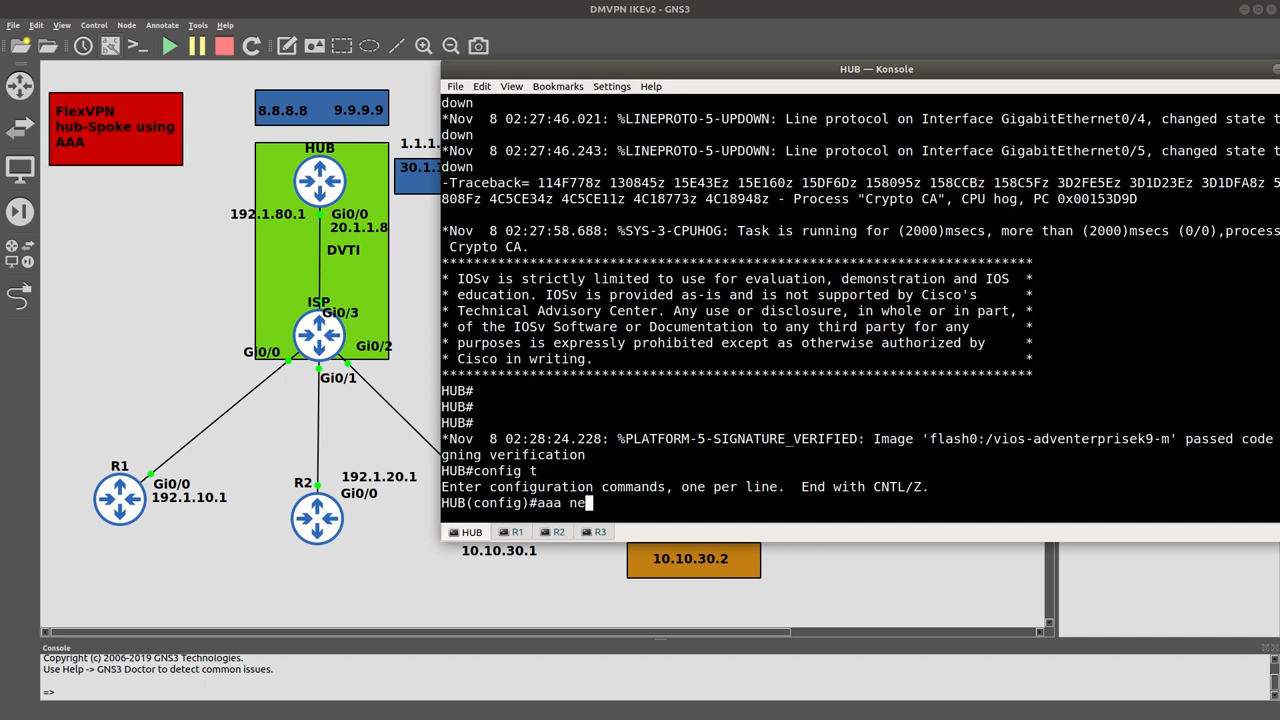 DMVPN IKEv2 - GNS3
File Edit View Control Node Annotate Tools Help
FlexVPN
hub-Spoke using
AAA
8.8.8.8 9.9.9.9
HUB
1.1.1.
30.1.1
192.1.80.1 Gi0/0
20.1.1.8
DVTI
ISP
Gi0/3
Gi0/0 Gi0/2
Gi0/1
R1
Gi0/0
192.1.10.1
R2
192.1.20.1
Gi0/0
10.10.30.1
10.10.30.2
HUB — Konsole
File Edit View Bookmarks Settings Help
down
*Nov  8 02:27:46.021: %LINEPROTO-5-UPDOWN: Line protocol on Interface GigabitEthernet0/4, changed state t
down
*Nov  8 02:27:46.243: %LINEPROTO-5-UPDOWN: Line protocol on Interface GigabitEthernet0/5, changed state t
down
-Traceback= 114F778z 130845z 15E43Ez 15E160z 15DF6Dz 158095z 158CCBz 158C5Fz 3D2FE5Ez 3D1D23Ez 3D1DFA8z 5
808Fz 4C5CE34z 4C5CE11z 4C18773z 4C18948z - Process "Crypto CA", CPU hog, PC 0x00153D9D
*Nov  8 02:27:58.688: %SYS-3-CPUHOG: Task is running for (2000)msecs, more than (2000)msecs (0/0),process
Crypto CA.
**************************************************************************
* IOSv is strictly limited to use for evaluation, demonstration and IOS  *
* education. IOSv is provided as-is and is not supported by Cisco's      *
* Technical Advisory Center. Any use or disclosure, in whole or in part, *
* of the IOSv Software or Documentation to any third party for any       *
* purposes is expressly prohibited except as otherwise authorized by     *
* Cisco in writing.                                                      *
**************************************************************************
HUB#
HUB#
HUB#
*Nov  8 02:28:24.228: %PLATFORM-5-SIGNATURE_VERIFIED: Image 'flash0:/vios-adventerprisek9-m' passed code
gning verification
HUB#config t
Enter configuration commands, one per line.  End with CNTL/Z.
HUB(config)#aaa ne
HUB R1 R2 R3
Console
Copyright (c) 2006-2019 GNS3 Technologies.
Use Help -> GNS3 Doctor to detect common issues.
=>